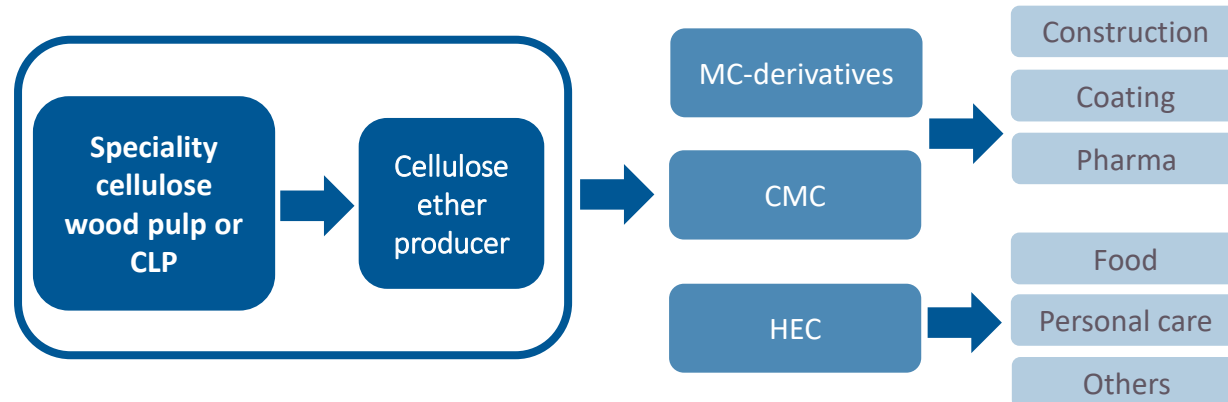 Speciality
cellulose
wood pulp or
CLP
Cellulose
ether
producer
MC-derivatives
CMC
HEC
Construction
Coating
Pharma
Food
Personal care
Others